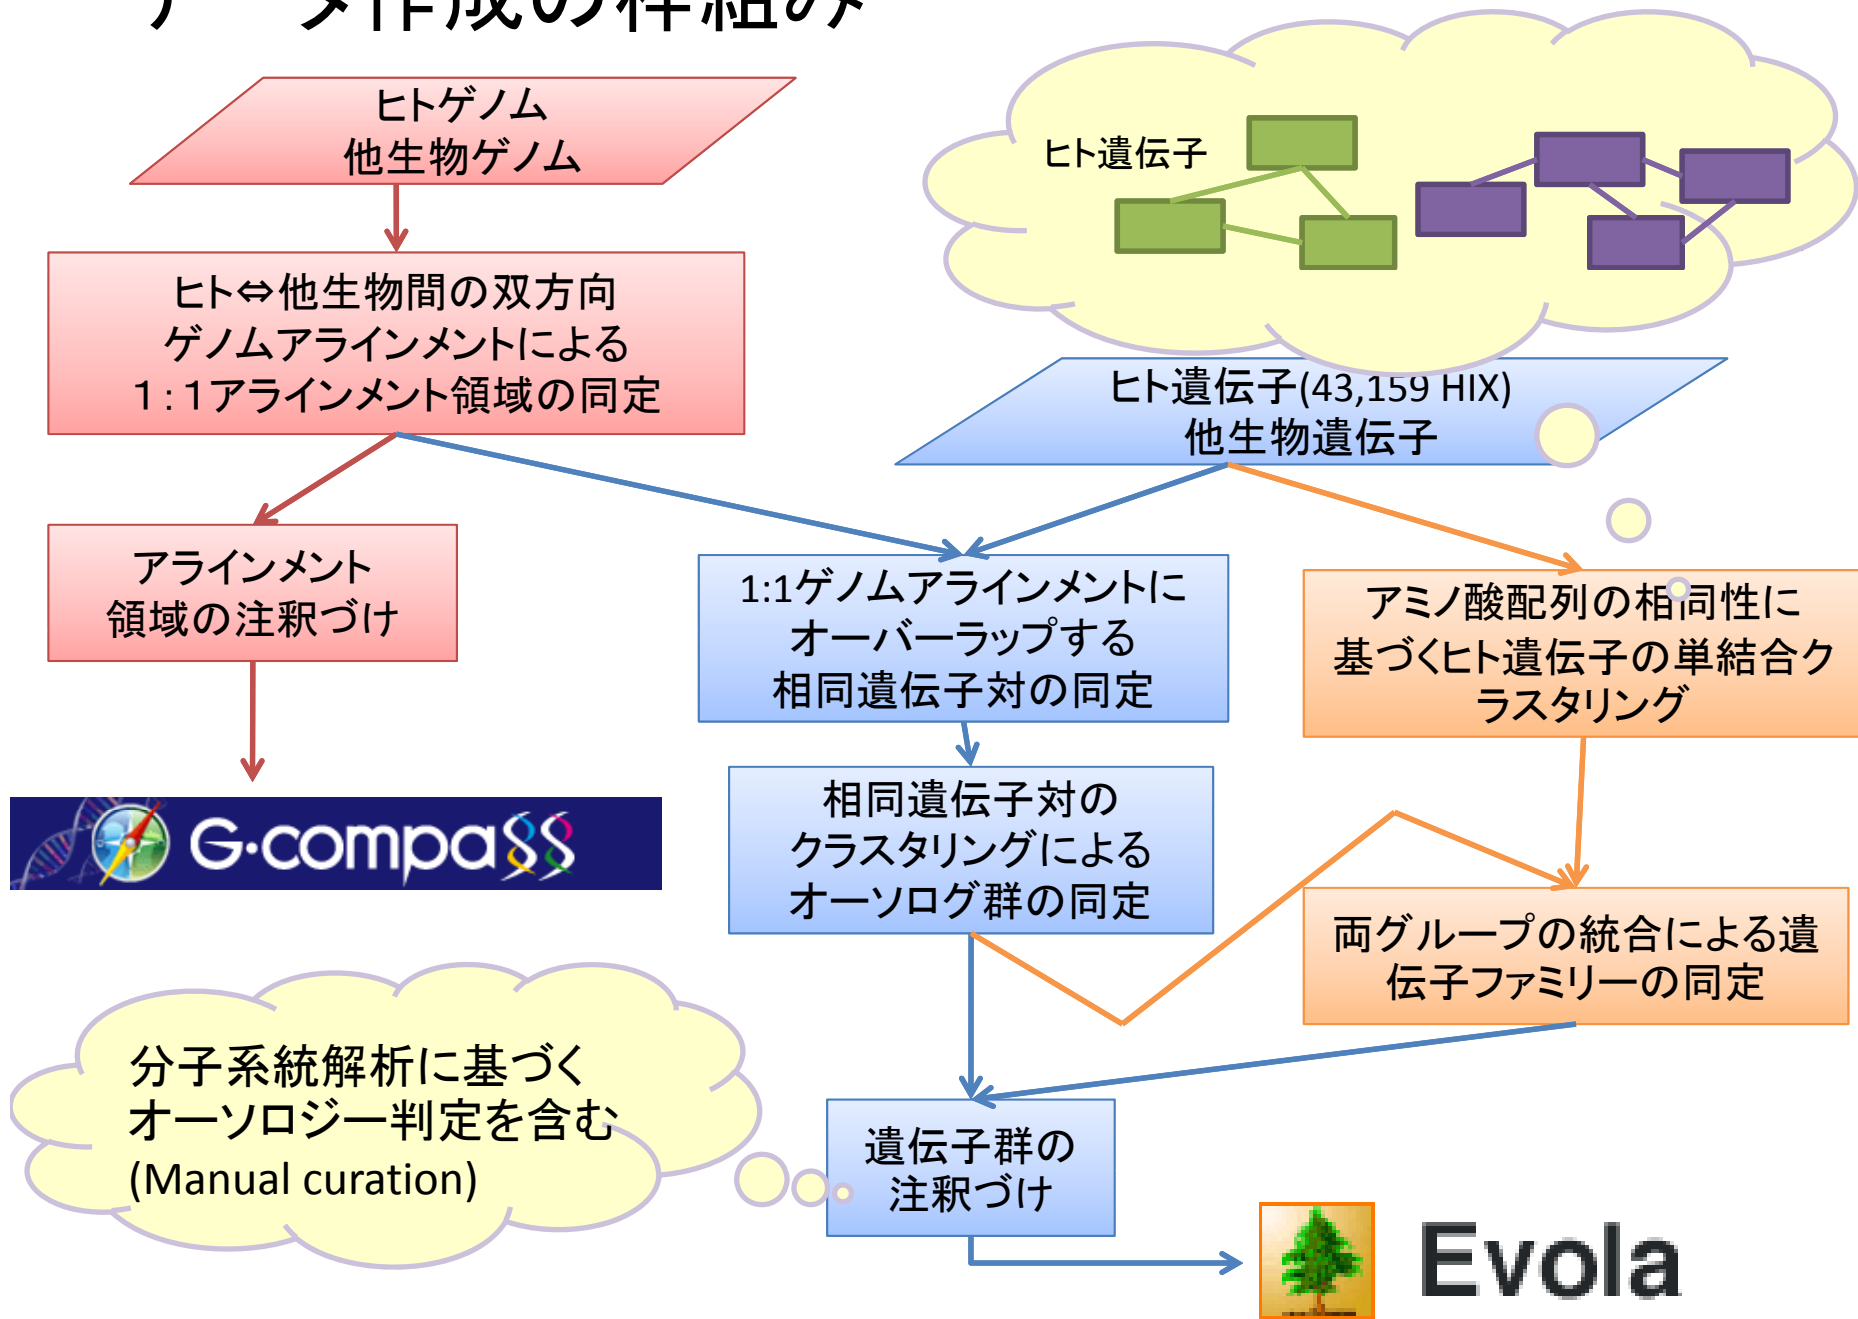 データ作成の枠組み
ヒトゲノム
他生物ゲノム
ヒト遺伝子
ヒト⇔他生物間の双方向
ゲノムアラインメントによる
1:1アラインメント領域の同定
ヒト遺伝子(43,159 HIX)
他生物遺伝子
アラインメント
領域の注釈づけ
1:1ゲノムアラインメントに
オーバーラップする
相同遺伝子対の同定
アミノ酸配列の相同性に
基づくヒト遺伝子の単結合ク
ラスタリング
G-compass
相同遺伝子対の
クラスタリングによる
オーソログ群の同定
両グループの統合による遺
伝子ファミリーの同定
分子系統解析に基づく
オーソロジー判定を含む
(Manual curation)
遺伝子群の
注釈づけ
Evola